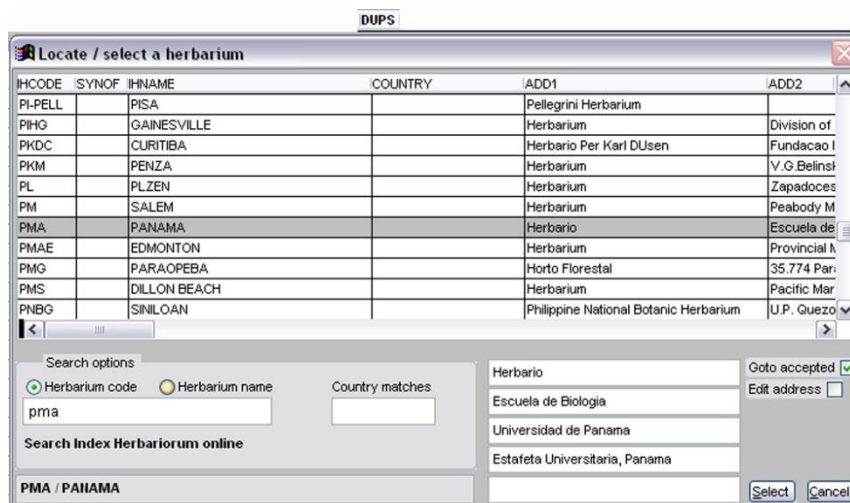 DUPS
Locate / select a herbarium
IHCODE SYNOF IHNAME COUNTRY ADD1 ADD2
PI-PELL PISA Pellegrini Herbarium
PIHG GAINESVILLE Herbarium Division of
PKDC CURITIBA Herbario Per Karl DUsen Fundacao
PKM PENZA Herbarium
PL PLZEN Herbarium Zapadoces
PM SALEM Herbarium Peabody M
PMA PANAMA Herbario Escuela de
PMAE EDMONTON Herbarium Provincial
PMG PARAOPEBA Horto Florestal 35.774
PMS DILLON BEACH Herbarium Pacific Mar
PNBG SINILOAN Philippine National Botanic Herbarium U.P. Quezo
Search options
Herbarium code Herbarium name Country matches
pma
Search Index Herbariorum online
PMA / PANAMA
Herbario
Escuela de Biologia
Universidad de Panama
Estafeta Universitaria, Panama
Goto accepted
Edit address
Select Cancel